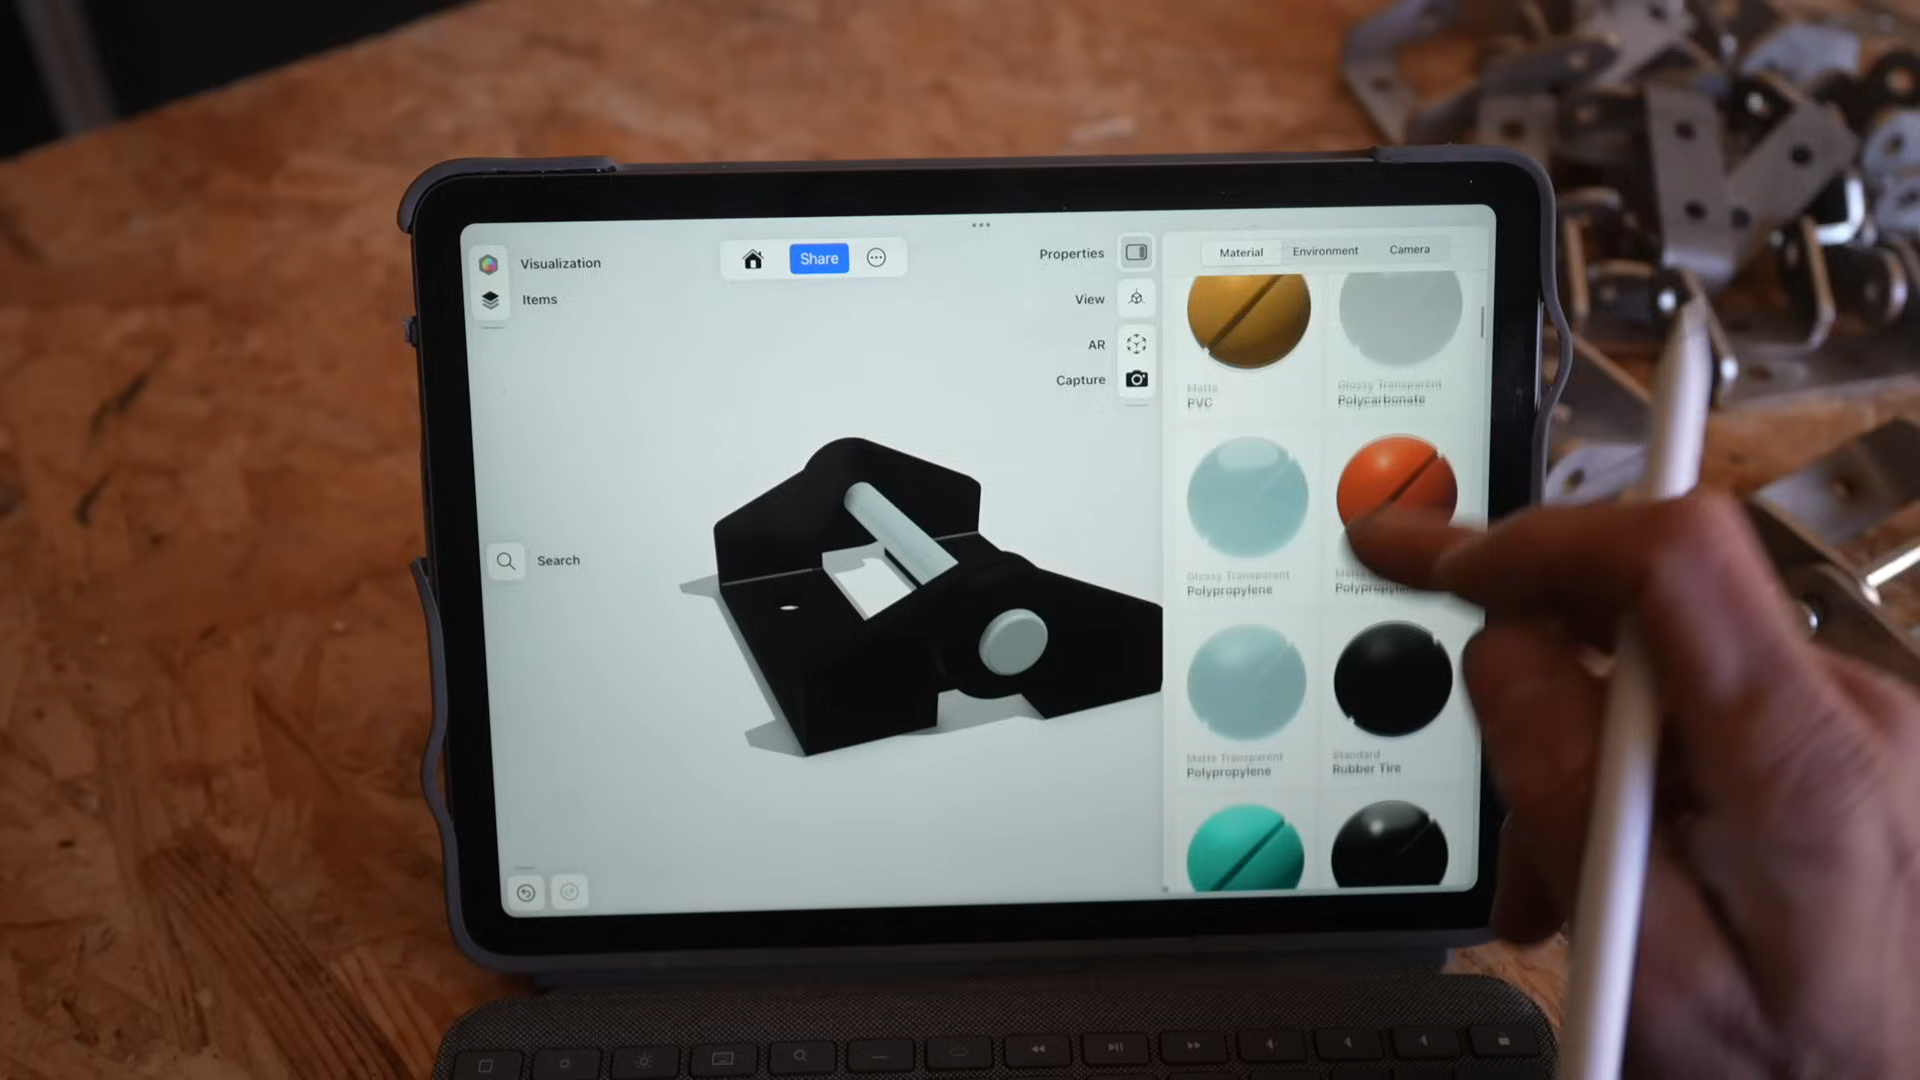 Visualization
Items
Share
Properties
View
AR
Capture
Search
Material
Environment
Camera
Matte
PVC
Glossy Transparent
Polycarbonate
Glossy Transparent
Polypropylene
Polypropylene
Matte Transparent
Polypropylene
Standard
Rubber Tire